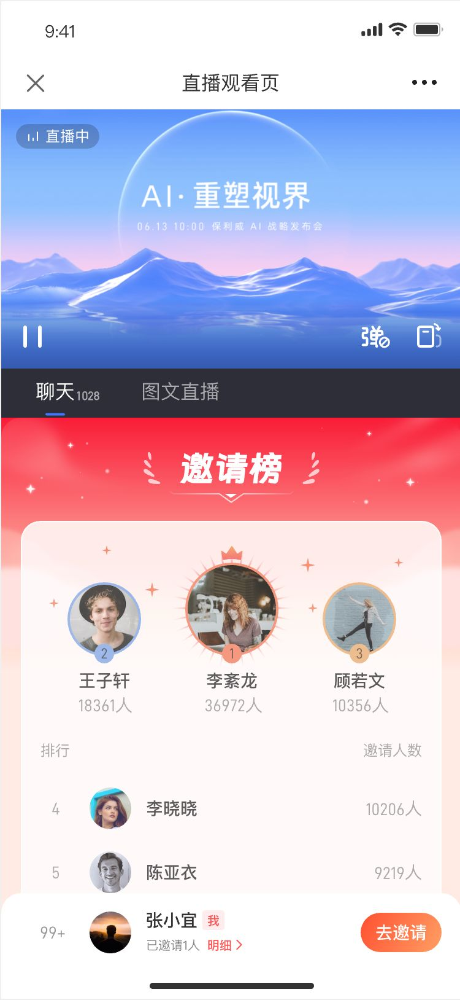 9:41
直播观看页
直播中
AI·重塑视界
06.13 10:00 保利威 AI 战略发布会
弹
聊天1028
图文直播
邀请榜
2
1
3
王子轩
李紊龙
顾若文
18361人
36972人
10356人
排行
邀请人数
4
李晓晓
10206人
5
陈亚衣
9219人
99+
张小宜 我
已邀请1人 明细
去邀请